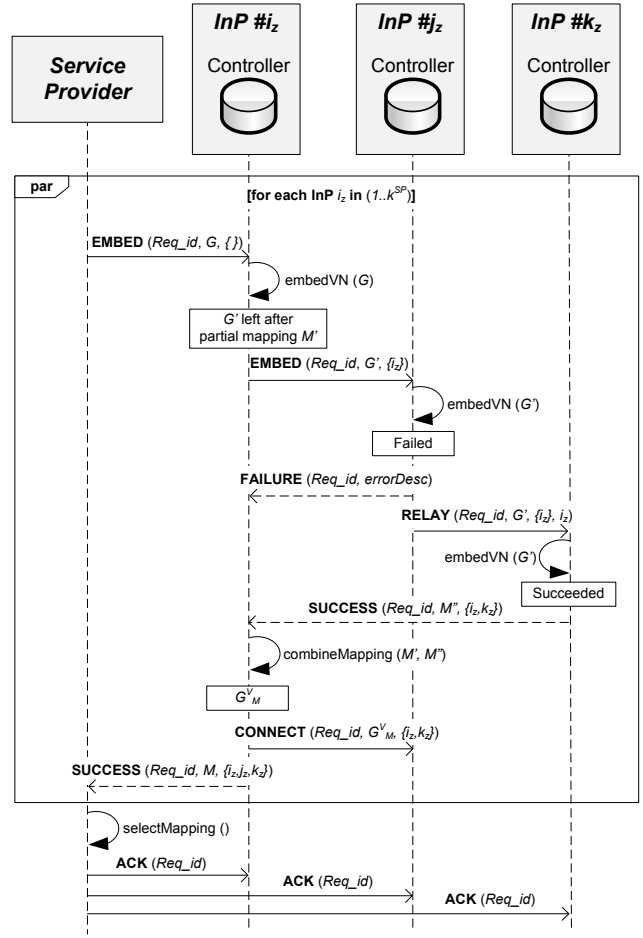 InP #iz
InP #jz
InP #kz
Service
Provider
Controller
Controller
Controller
par
[for each InP iz in (1..k^SP)]
EMBED (Req_id, G, { })
embedVN (G)
G' left after
partial mapping M'
EMBED (Req_id, G', {iz})
embedVN (G')
Failed
FAILURE (Req_id, errorDesc)
RELAY (Req_id, G', {iz}, iz)
embedVN (G')
Succeeded
SUCCESS (Req_id, M'', {iz,kz})
combineMapping (M', M'')
G^V_M
CONNECT (Req_id, G^V_M, {iz,kz})
SUCCESS (Req_id, M, {iz,jz,kz})
selectMapping ()
ACK (Req_id)
ACK (Req_id)
ACK (Req_id)